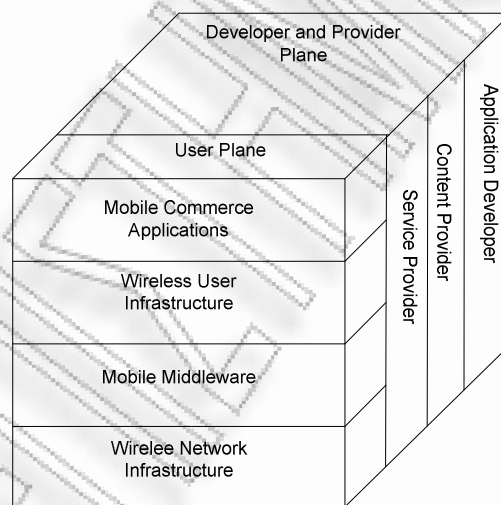 Developer and Provider
Plane
User Plane
Mobile Commerce
Applications
Wireless User
Infrastructure
Mobile Middleware
Wirelee Network
Infrastructure
Service Provider
Content Provider
Application Developer